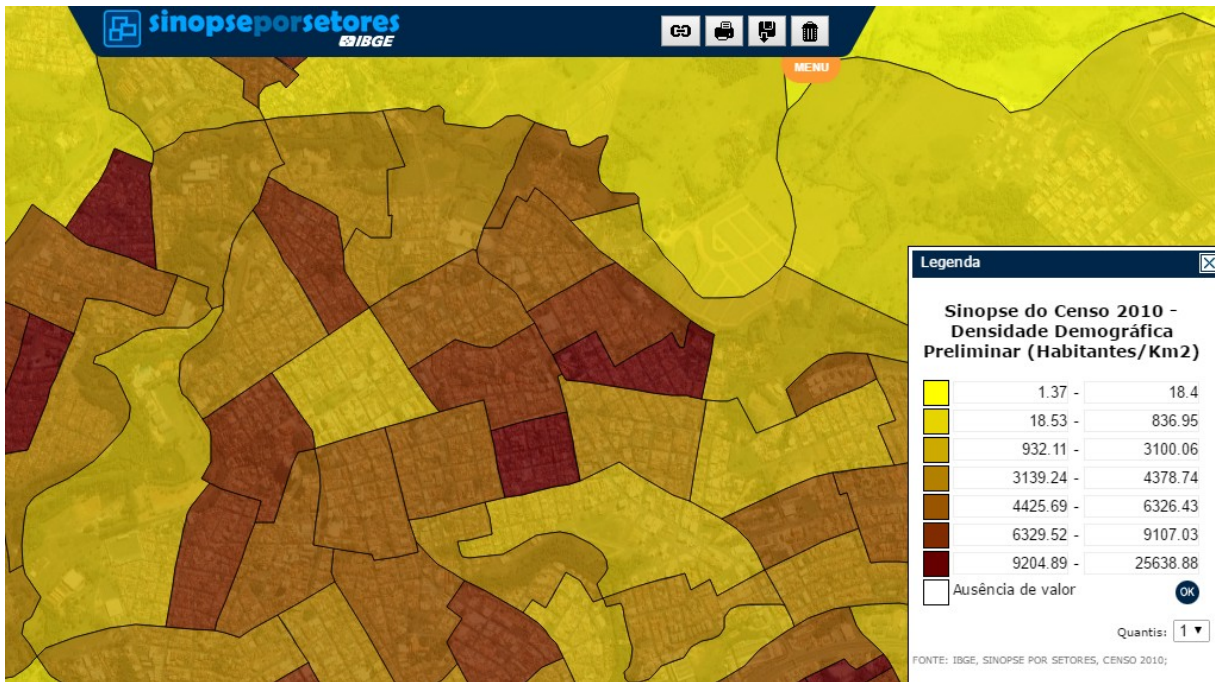 sinopseporsetores
IBGE
MENU
Legenda
Sinopse do Censo 2010 -
Densidade Demográfica
Preliminar (Habitantes/Km2)
1.37 - 18.4
18.53 - 836.95
932.11 - 3100.06
3139.24 - 4378.74
4425.69 - 6326.43
6329.52 - 9107.03
9204.89 - 25638.88
Ausência de valor OK
Quantis: 1
FONTE: IBGE, SINOPSE POR SETORES, CENSO 2010;